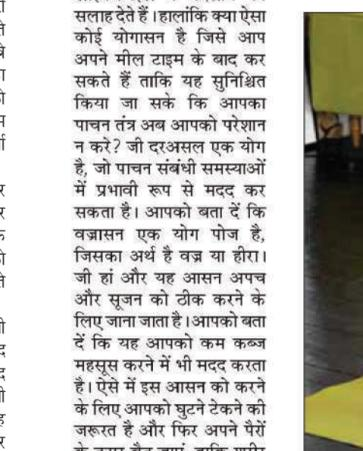 सलाह देते हैं।हालांकि क्या ऐसा
कोई योगासन है जिसे आप
अपने मील टाइम के बाद कर
सकते हैं ताकि यह सुनिश्चित
किया जा सके कि आपका
पाचन तंत्र अब आपको परेशान
न करे? जी दरअसल एक योग
है, जो पाचन संबंधी समस्याओं
में प्रभावी रूप से मदद कर
सकता है। आपको बता दें कि
वज्रासन एक योग पोज है,
जिसका अर्थ है वज्र या हीरा।
जी हां और यह आसन अपच
और सूजन को ठीक करने के
लिए जाना जाता है।आपको बता
दें कि यह आपको कम कब्ज
महसूस करने में भी मदद करता
है। ऐसे में इस आसन को करने
के लिए आपको घुटने टेकने की
जरूरत है और फिर अपने पैरों